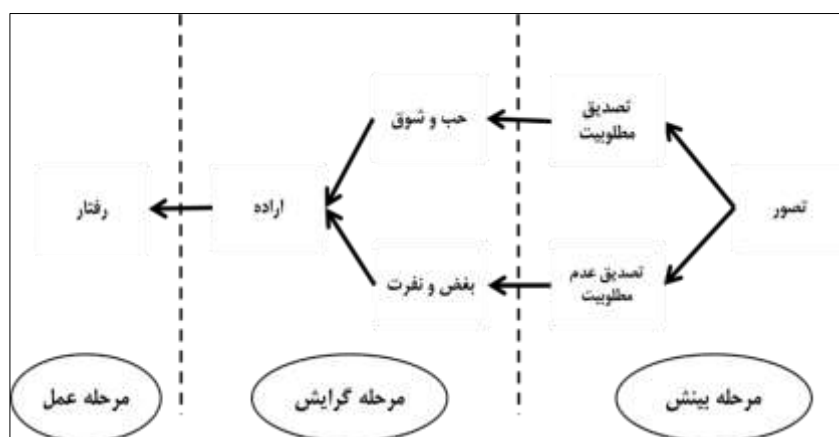 تصدیق
مطلوبیت
حب و شوق
تصور
اراده
رفتار
تصدیق عدم
مطلوبیت
بغض و نفرت
مرحله بینش
مرحله گرایش
مرحله عمل